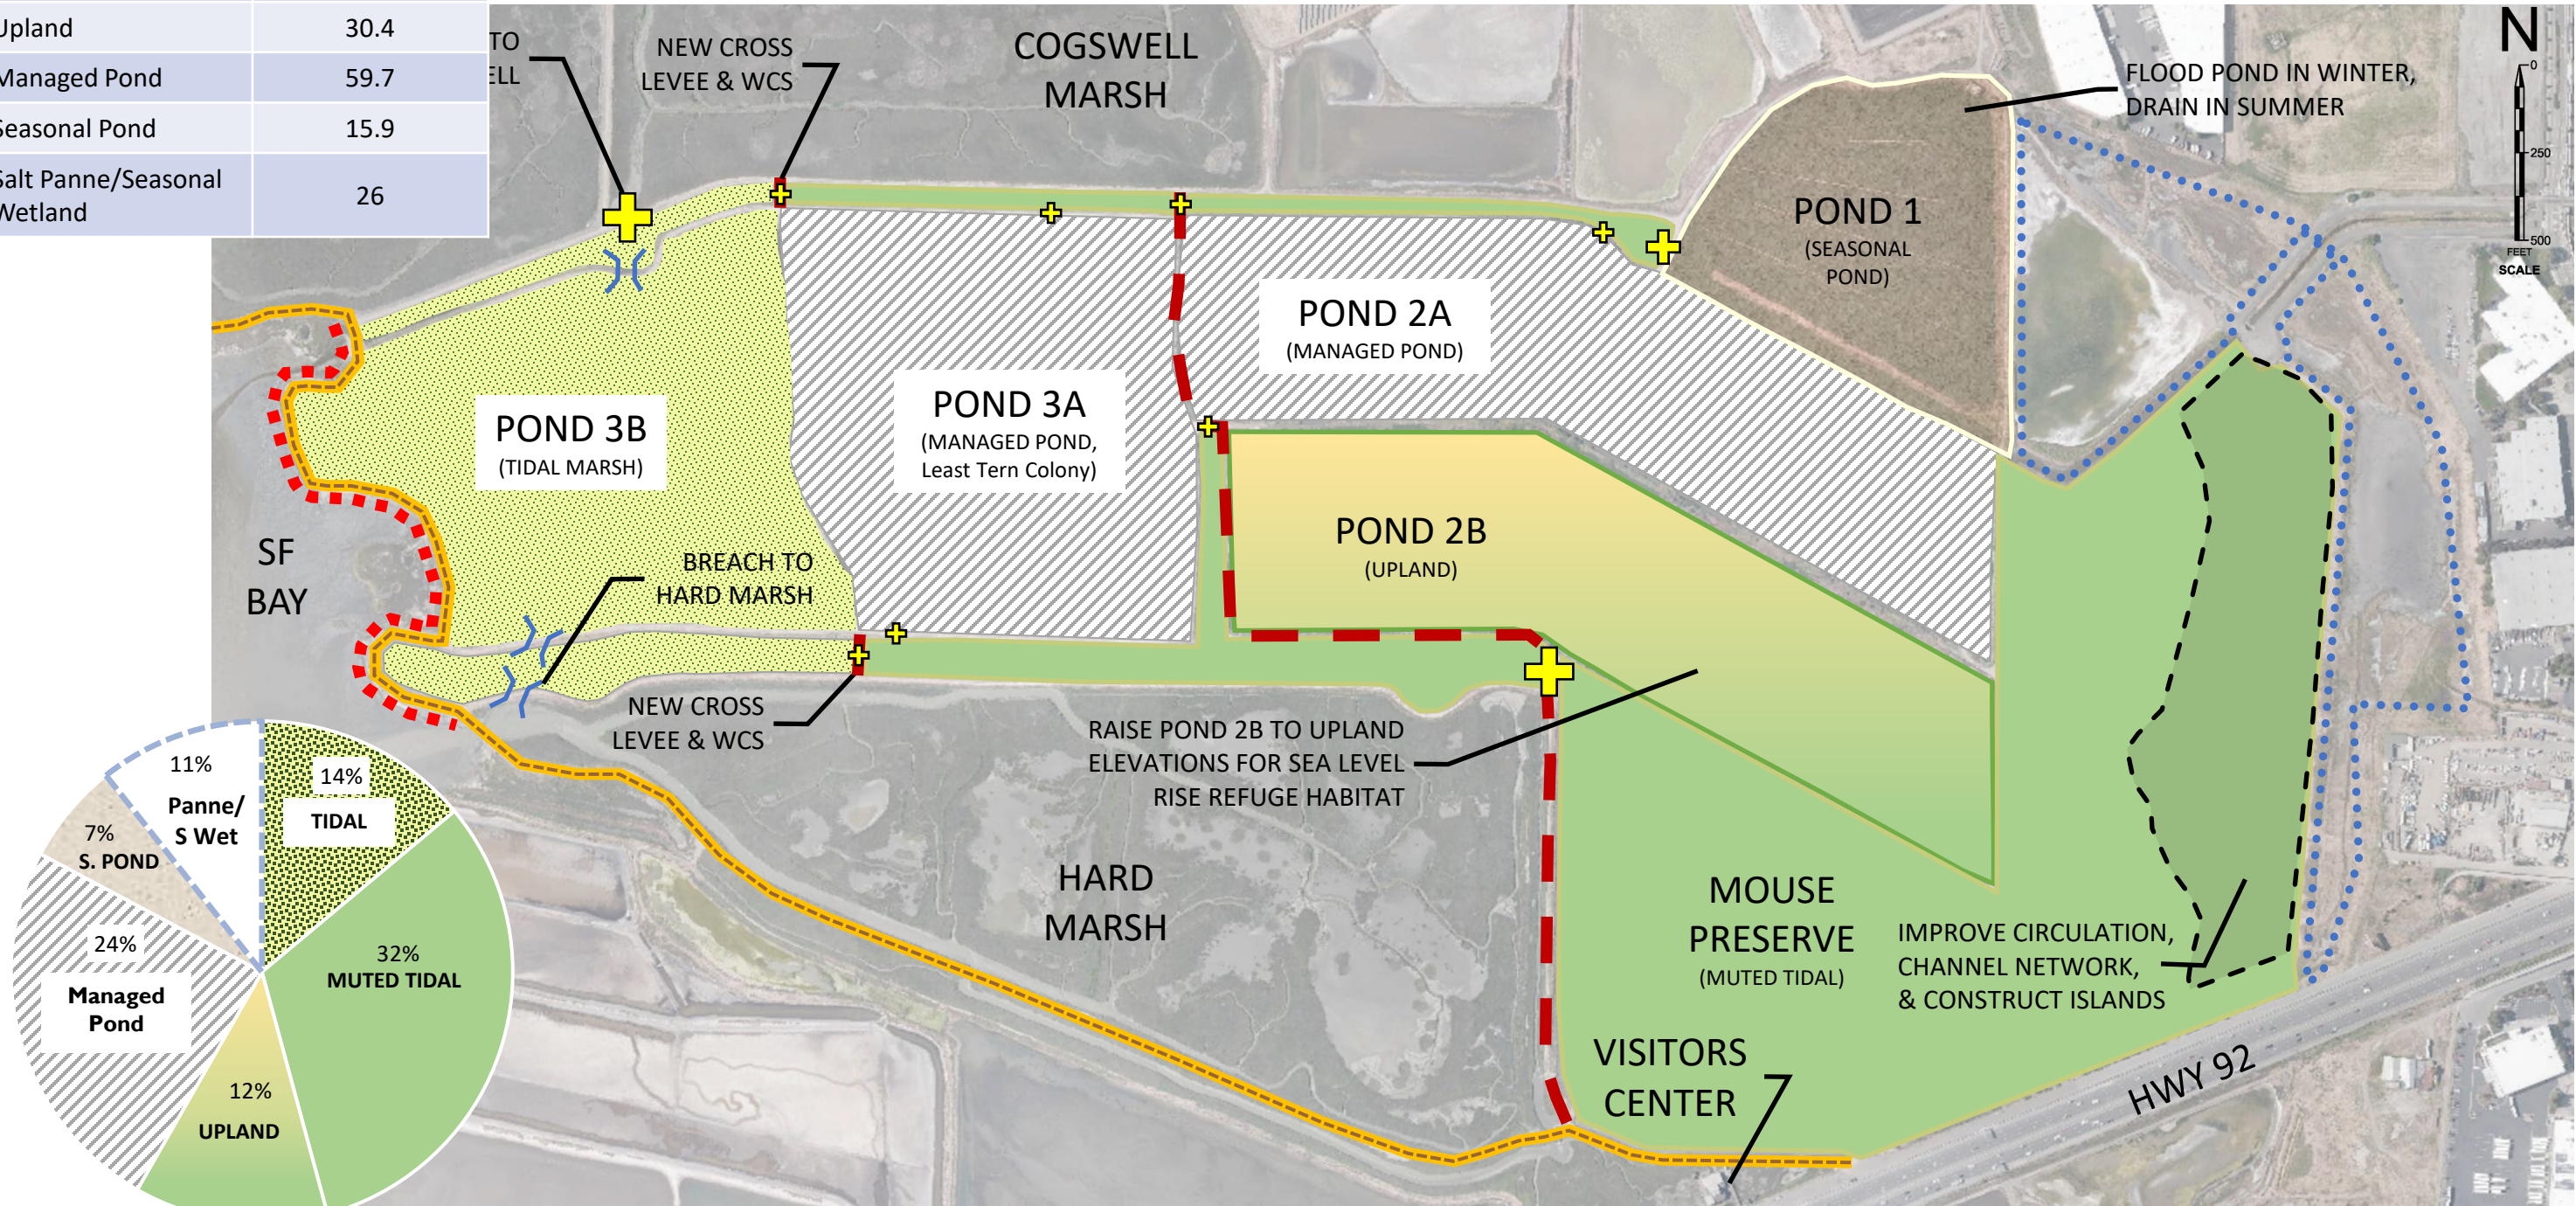 Upland 30.4
Managed Pond 59.7
Seasonal Pond 15.9
Salt Panne/Seasonal
Wetland 26
TO
ELL
NEW CROSS
LEVEE & WCS
COGSWELL
MARSH
FLOOD POND IN WINTER,
DRAIN IN SUMMER
N
0
250
500
FEET
SCALE
POND 1
(SEASONAL
POND)
POND 2A
(MANAGED POND)
POND 3A
(MANAGED POND,
Least Tern Colony)
POND 3B
(TIDAL MARSH)
POND 2B
(UPLAND)
SF
BAY
BREACH TO
HARD MARSH
NEW CROSS
LEVEE & WCS
RAISE POND 2B TO UPLAND
ELEVATIONS FOR SEA LEVEL
RISE REFUGE HABITAT
HARD
MARSH
MOUSE
PRESERVE
(MUTED TIDAL)
IMPROVE CIRCULATION,
CHANNEL NETWORK,
& CONSTRUCT ISLANDS
VISITORS
CENTER
HWY 92
11%
Panne/
S Wet
14%
TIDAL
7%
S. POND
32%
MUTED TIDAL
24%
Managed
Pond
12%
UPLAND